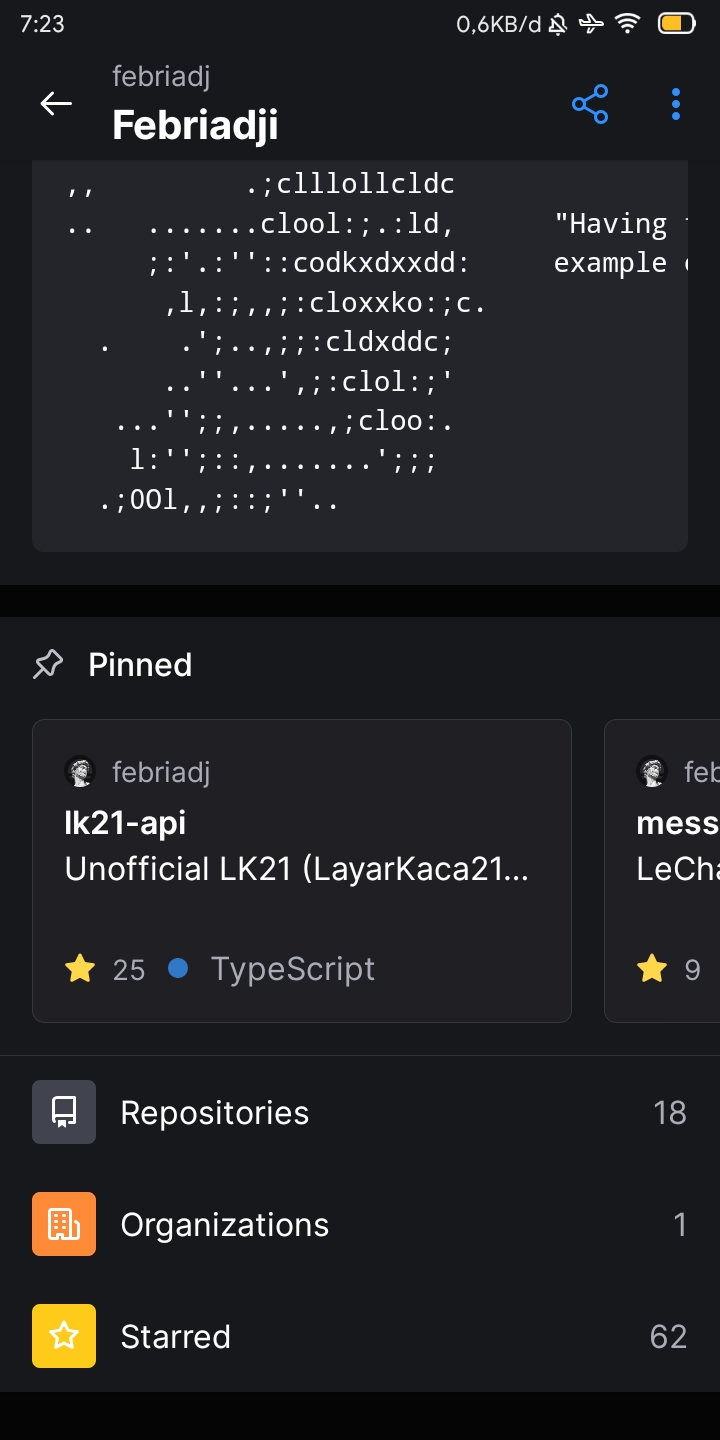 7:23 0,6KB/d
febriadj
Febriadji
,,         .;clllollcldc
..   .......clool:;.:ld,      "Having
     ;:'.:''::codkxdxxdd:     example
      ,l,:;,,;:cloxxko:;c.
  .    .';..,;;:cldxddc;
      ..''...',;:clol:;'
   ...'';;,.....,;cloo:.
    l:'';::,.......';;;
  .;OOl,,;::;''..
Pinned
febriadj
lk21-api
Unofficial LK21 (LayarKaca21...
25 TypeScript
feb
mess
LeCha
9
Repositories 18
Organizations 1
Starred 62